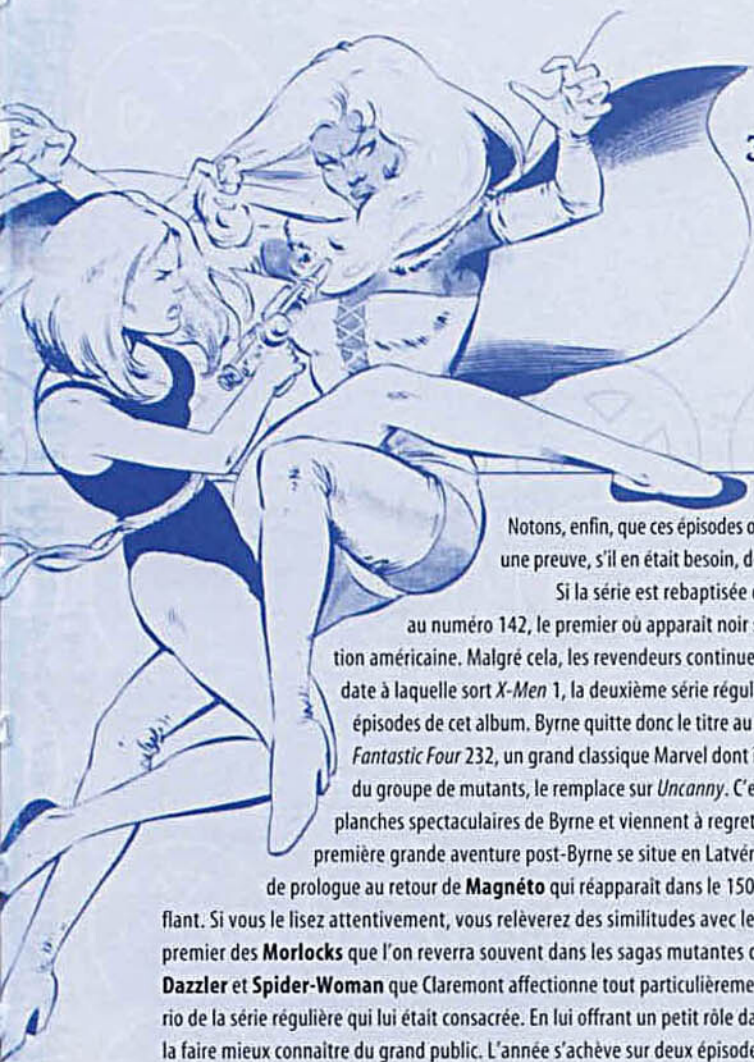 Notons, enfin, que ces épisodes o
une preuve, s'il en était besoin, d
Si la série est rebaptisée
au numéro 142, le premier où apparaît noir
tion américaine. Malgré cela, les revendeurs continue
date à laquelle sort X-Men 1, la deuxième série régul
épisodes de cet album. Byrne quitte donc le titre au
Fantastic Four 232, un grand classique Marvel dont
du groupe de mutants, le remplace sur Uncanny. C'e
planches spectaculaires de Byrne et viennent à regret
première grande aventure post-Byrne se situe en Latvér
de prologue au retour de Magnéto qui réapparaît dans le 150
flant. Si vous le lisez attentivement, vous relèverez des similitudes avec le
premier des Morlocks que l'on reverra souvent dans les sagas mutantes
Dazzler et Spider-Woman que Claremont affectionne tout particulièreme
rio de la série régulière qui lui était consacrée. En lui offrant un petit rôle da
la faire mieux connaître du grand public. L'année s'achève sur deux épisode